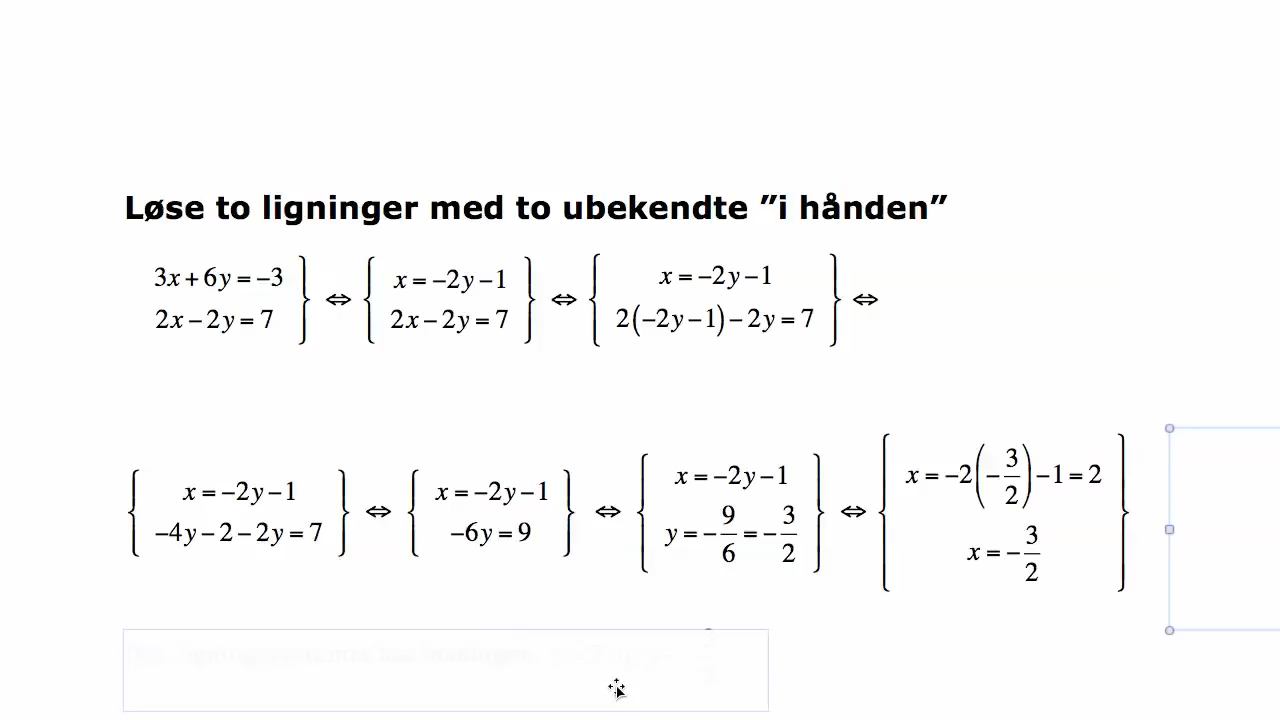 Løse to ligninger med to ubekendte ”i hånden”
{3x+6y=−3, 2x−2y=7} ⇔ {x=−2y−1, 2x−2y=7} ⇔ {x=−2y−1, 2(−2y−1)−2y=7} ⇔
{x=−2y−1, −4y−2−2y=7} ⇔ {x=−2y−1, −6y=9} ⇔ {x=−2y−1, y=−9/6=−3/2} ⇔ {x=−2(−3/2)−1=2, x=−3/2}